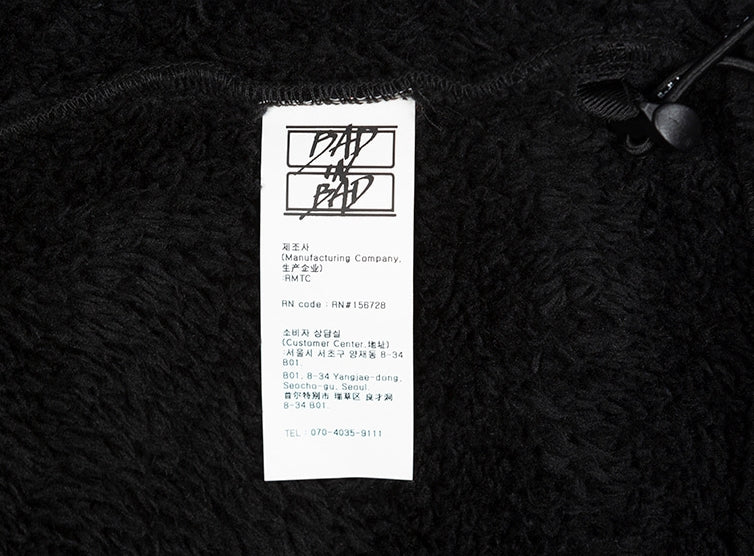 BAD
IN
BAD
제조사
(Manufacturing Company,
生产企业)
:RMTC
RN code : RN#156728
소비자 상담실
(Customer Center,地址)
:서울시 서초구 양재동 8-34
B01.
B01, 8-34 Yangjae-dong,
Seocho-gu, Seoul.
首尔特别市 瑞草区 良才洞
8-34 B01.
TEL : 070-4035-9111